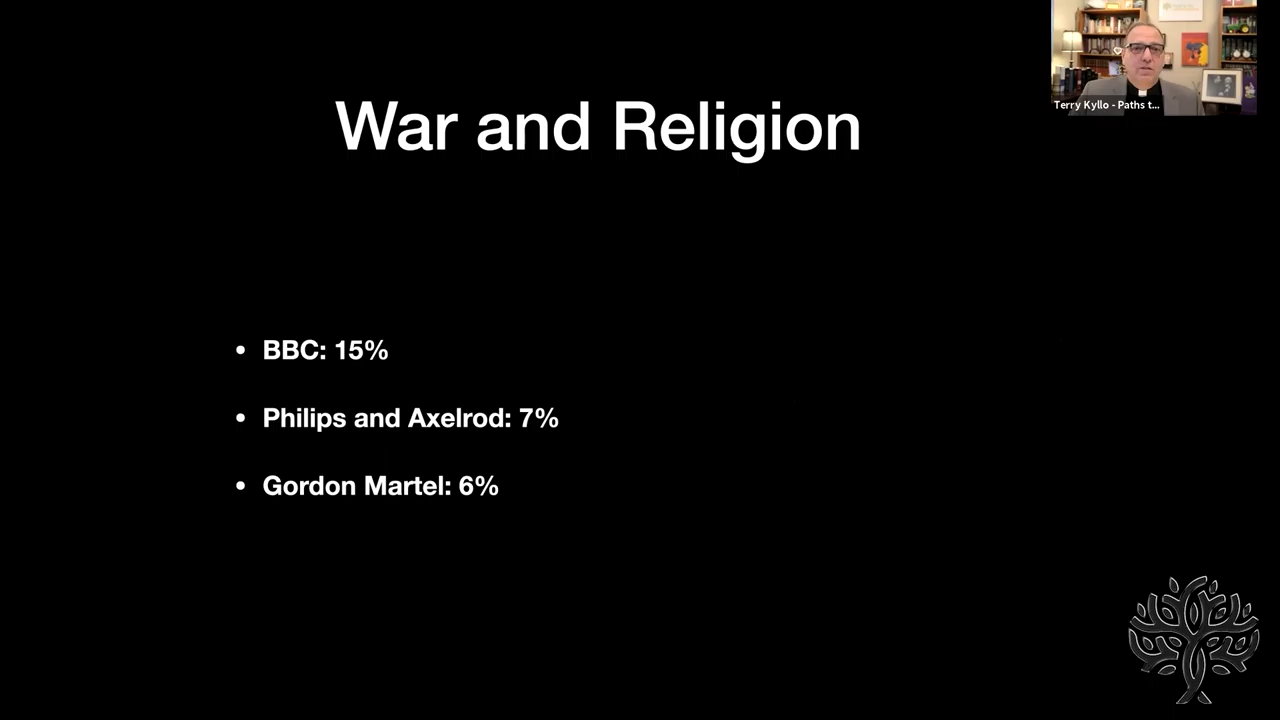 War and Religion
Terry Kyllo - Paths t...
• BBC: 15%
• Philips and Axelrod: 7%
• Gordon Martel: 6%